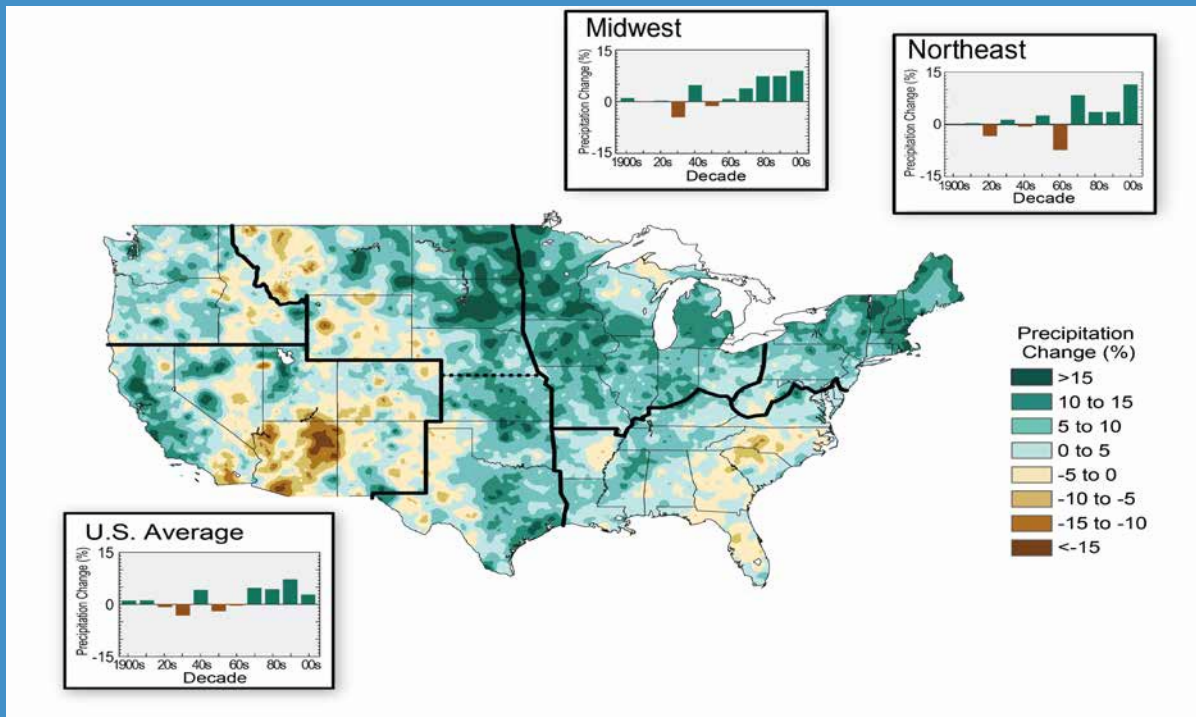 Midwest
Precipitation Change (%)
15
0
-15
1900s 20s 40s 60s 80s 00s
Decade
Northeast
Precipitation Change (%)
15
0
-15
1900s 20s 40s 60s 80s 00s
Decade
Precipitation
Change (%)
>15
10 to 15
5 to 10
0 to 5
-5 to 0
-10 to -5
-15 to -10
<-15
U.S. Average
Precipitation Change (%)
15
0
-15
1900s 20s 40s 60s 80s 00s
Decade